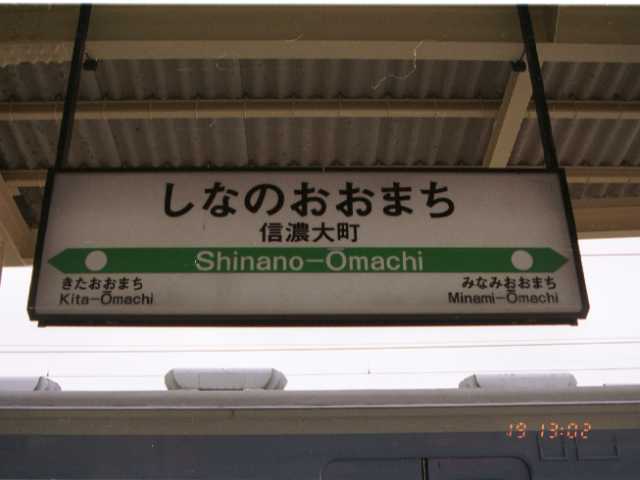 しなのおおまち
信濃大町
Shinano-Ōmachi
きたおおまち
Kita-Ōmachi
みなみおおまち
Minami-Ōmachi
19 13:02